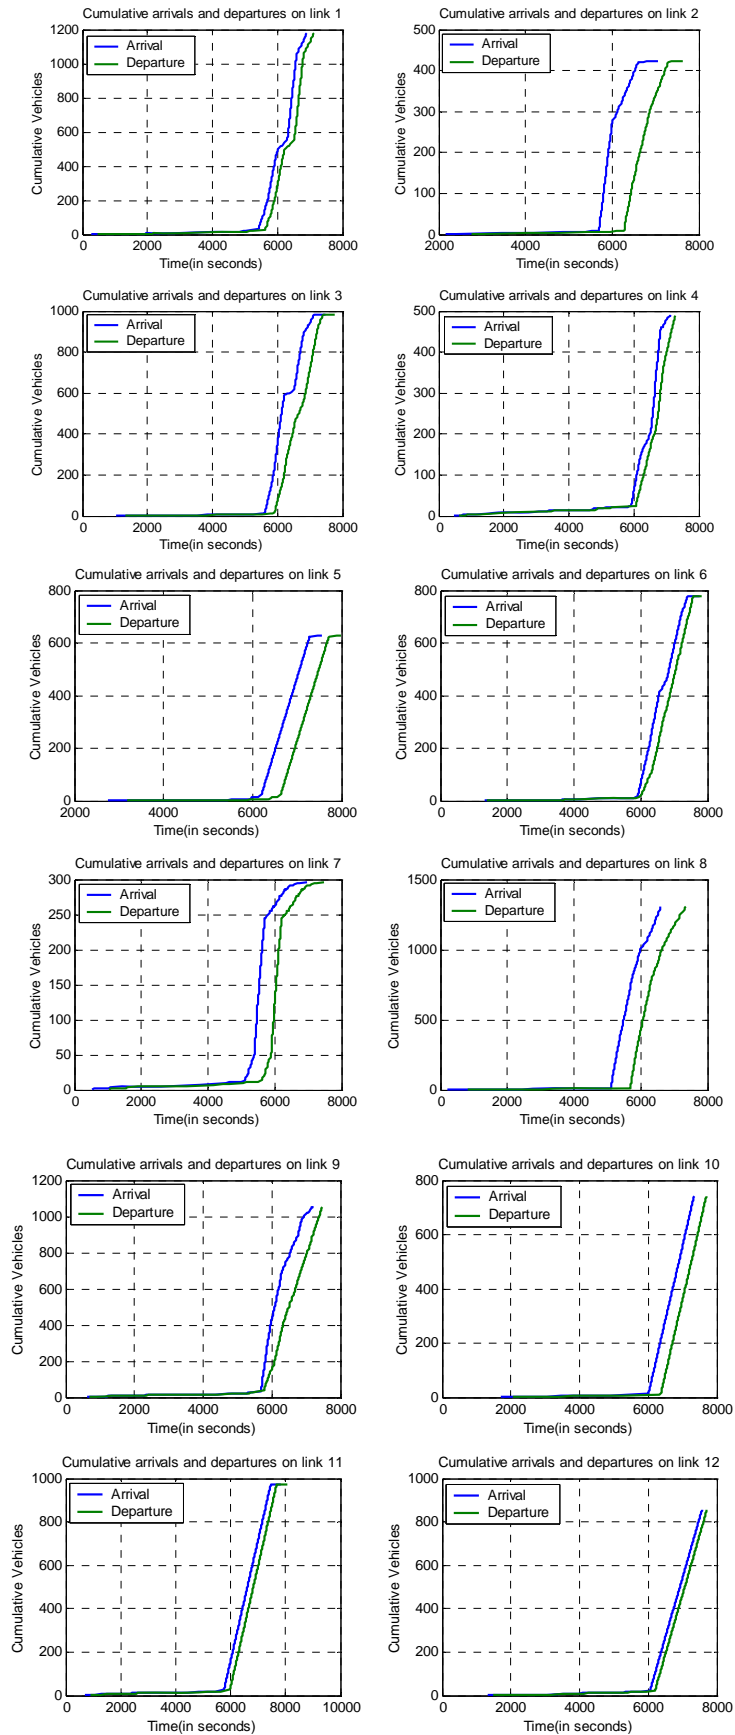 Cumulative arrivals and departures on link 1
1200
1000
800
600
400
200
0
Cumulative Vehicles
Arrival
Departure
0 2000 4000 6000 8000
Time(in seconds)
Cumulative arrivals and departures on link 2
500
400
300
200
100
0
Cumulative Vehicles
Arrival
Departure
2000 4000 6000 8000
Time(in seconds)
Cumulative arrivals and departures on link 3
1000
800
600
400
200
0
Cumulative Vehicles
Arrival
Departure
0 2000 4000 6000 8000
Time(in seconds)
Cumulative arrivals and departures on link 4
500
400
300
200
100
0
Cumulative Vehicles
Arrival
Departure
0 2000 4000 6000 8000
Time(in seconds)
Cumulative arrivals and departures on link 5
800
600
400
200
0
Cumulative Vehicles
Arrival
Departure
2000 4000 6000 8000
Time(in seconds)
Cumulative arrivals and departures on link 6
800
600
400
200
0
Cumulative Vehicles
Arrival
Departure
0 2000 4000 6000 8000
Time(in seconds)
Cumulative arrivals and departures on link 7
300
250
200
150
100
50
0
Cumulative Vehicles
Arrival
Departure
0 2000 4000 6000 8000
Time(in seconds)
Cumulative arrivals and departures on link 8
1500
1000
500
0
Cumulative Vehicles
Arrival
Departure
0 2000 4000 6000 8000
Time(in seconds)
Cumulative arrivals and departures on link 9
1200
1000
800
600
400
200
0
Cumulative Vehicles
Arrival
Departure
0 2000 4000 6000 8000
Time(in seconds)
Cumulative arrivals and departures on link 10
800
600
400
200
0
Cumulative Vehicles
Arrival
Departure
0 2000 4000 6000 8000
Time(in seconds)
Cumulative arrivals and departures on link 11
1000
800
600
400
200
0
Cumulative Vehicles
Arrival
Departure
0 2000 4000 6000 8000 10000
Time(in seconds)
Cumulative arrivals and departures on link 12
1000
800
600
400
200
0
Cumulative Vehicles
Arrival
Departure
0 2000 4000 6000 8000
Time(in seconds)